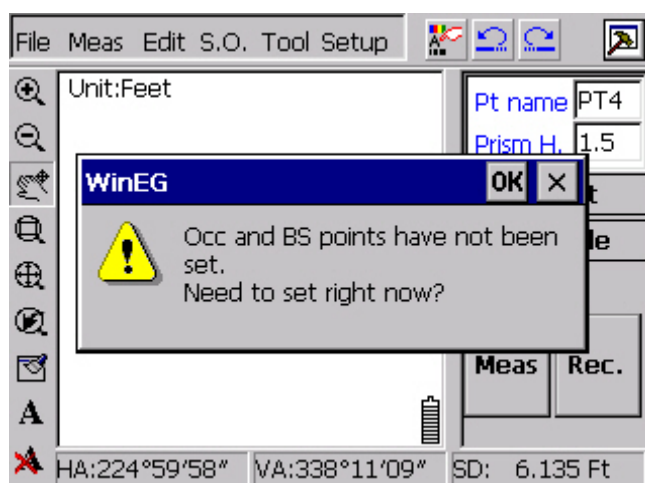 File Meas Edit S.O. Tool Setup
Unit:Feet
Pt name PT4
Prism H. 1.5
WinEG OK
Occ and BS points have not been
set.
Need to set right now?
Meas Rec.
A
HA:224°59'58" VA:338°11'09" SD: 6.135 Ft